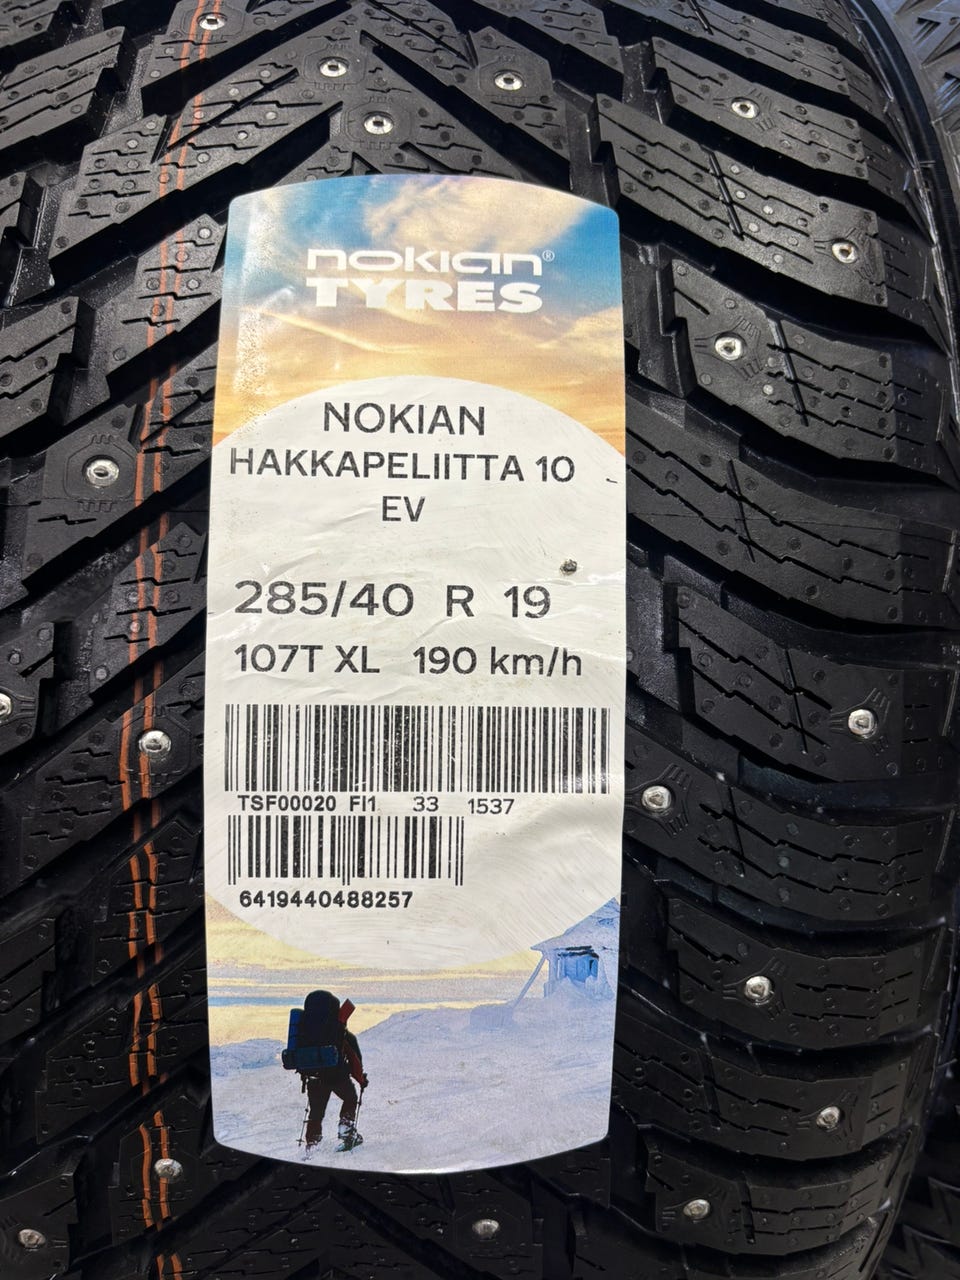 nokian®
TYRES
NOKIAN
HAKKAPELIITTA 10
EV
285/40 R 19
107T XL 190 km/h
TSF00020 FI1 33 1537
6419440488257